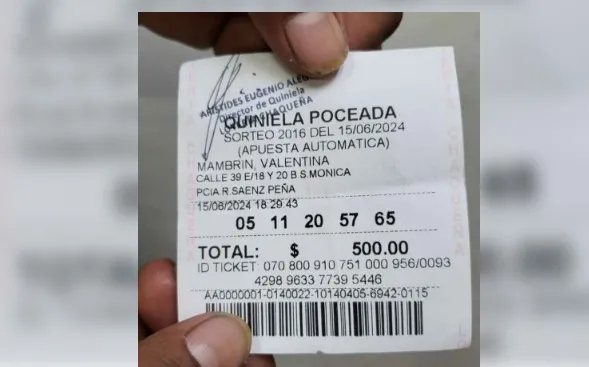 ARISTIDES EUGENIO ALE
Director de Quiniela
CHAQUEÑA
QUINIELA POCEADA
SORTEO 2016 DEL 15/06/2024
(APUESTA AUTOMATICA)
MAMBRIN, VALENTINA
CALLE 39 E/18 Y 20 B S.MONICA
PCIA.R.SAENZ PEÑA
15/06/2024 18.29 43
05 11 20 57 65
TOTAL: $ 500.00
ID TICKET: 070 800 910 751 000 956/0093
4298 9633 7739 5446
AA0000001-0140022-10140405-6942-0115